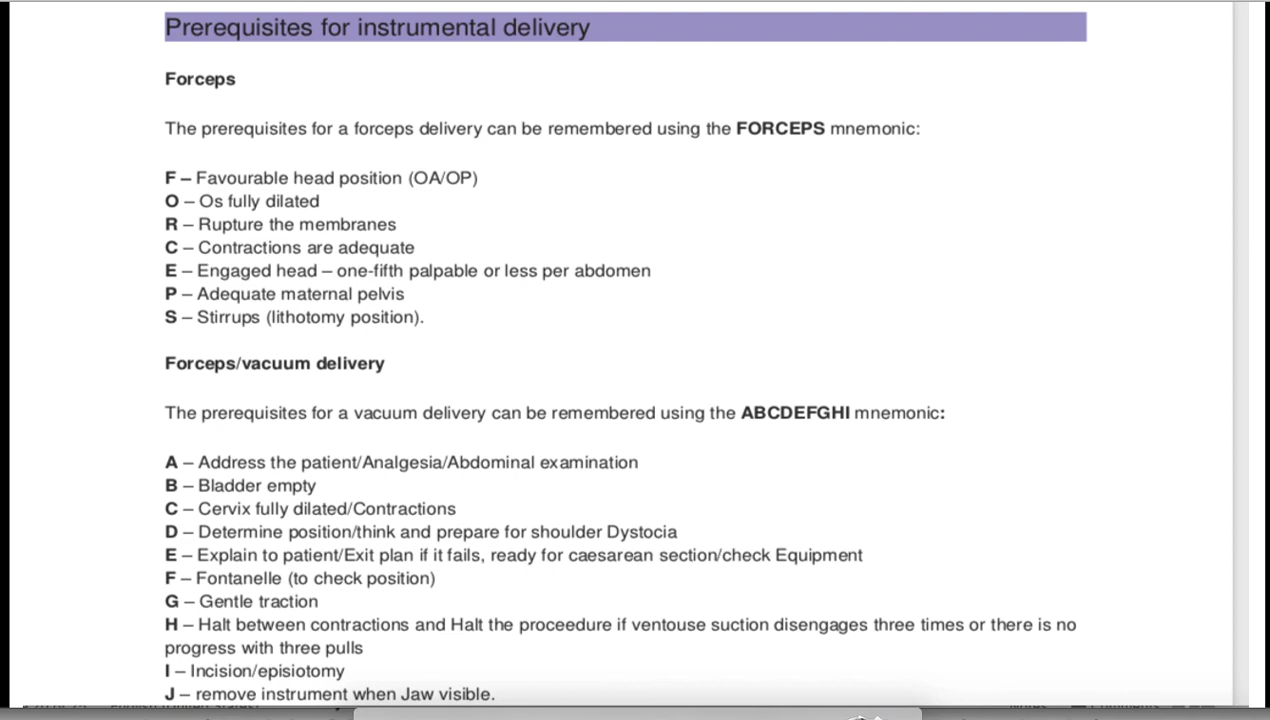 Prerequisites for instrumental delivery
Forceps
The prerequisites for a forceps delivery can be remembered using the FORCEPS mnemonic:
F – Favourable head position (OA/OP)
O – Os fully dilated
R – Rupture the membranes
C – Contractions are adequate
E – Engaged head – one-fifth palpable or less per abdomen
P – Adequate maternal pelvis
S – Stirrups (lithotomy position).
Forceps/vacuum delivery
The prerequisites for a vacuum delivery can be remembered using the ABCDEFGHI mnemonic:
A – Address the patient/Analgesia/Abdominal examination
B – Bladder empty
C – Cervix fully dilated/Contractions
D – Determine position/think and prepare for shoulder Dystocia
E – Explain to patient/Exit plan if it fails, ready for caesarean section/check Equipment
F – Fontanelle (to check position)
G – Gentle traction
H – Halt between contractions and Halt the proceedure if ventouse suction disengages three times or there is no
progress with three pulls
I – Incision/episiotomy
J – remove instrument when Jaw visible.